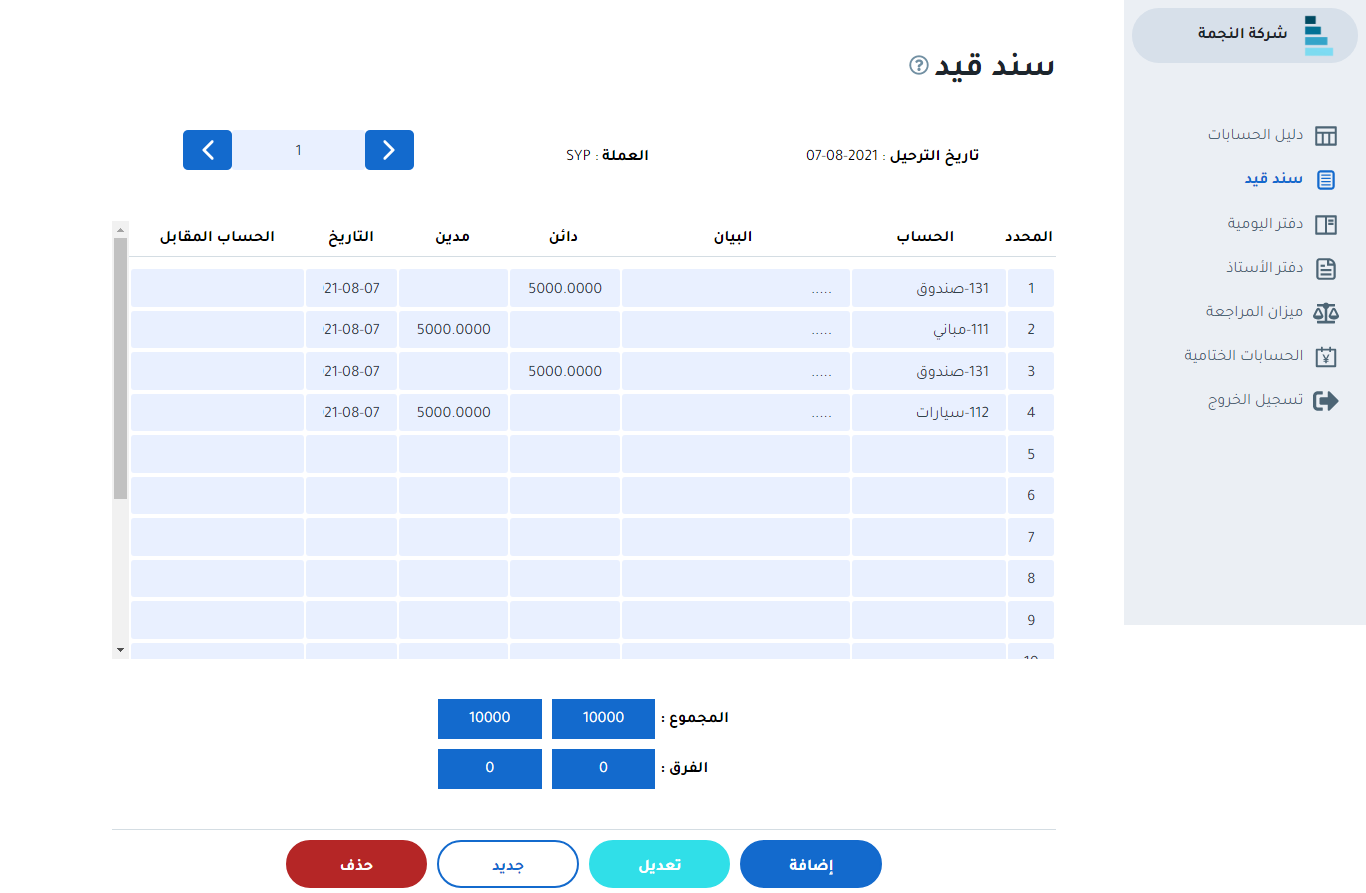 شركة النجمة
دليل الحسابات
سند قيد
دفتر اليومية
دفتر الأستاذ
ميزان المراجعة
الحسابات الختامية
تسجيل الخروج
سند قيد ?
تاريخ الترحيل : 07-08-2021 العملة : SYP 1
المحدد الحساب البيان دائن مدين التاريخ الحساب المقابل
1 131-صندوق ..... 5000.0000 21-08-07
2 111-مباني ..... 5000.0000 21-08-07
3 131-صندوق ..... 5000.0000 21-08-07
4 112-سيارات ..... 5000.0000 21-08-07
5
6
7
8
9
10
المجموع : 10000 10000
الفرق : 0 0
إضافة تعديل جديد حذف